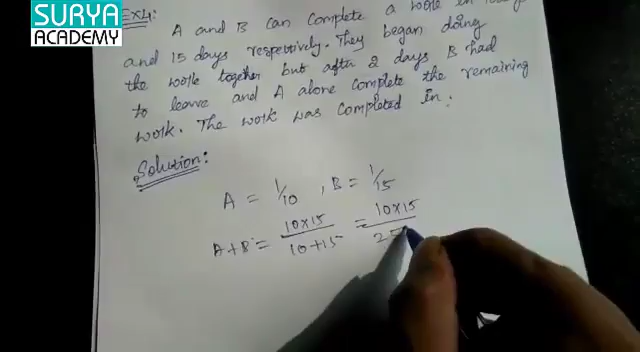 SURYA
ACADEMY
Ex4:
A and B can complete a work in
and 15 days respectively. They began doing
the work together but after 2 days B had
to leave and A alone complete the remaining
work. The work was completed in:
Solution:
A = 1/10 , B = 1/15
A+B = 10×15 / 10+15 = 10×15 / 25